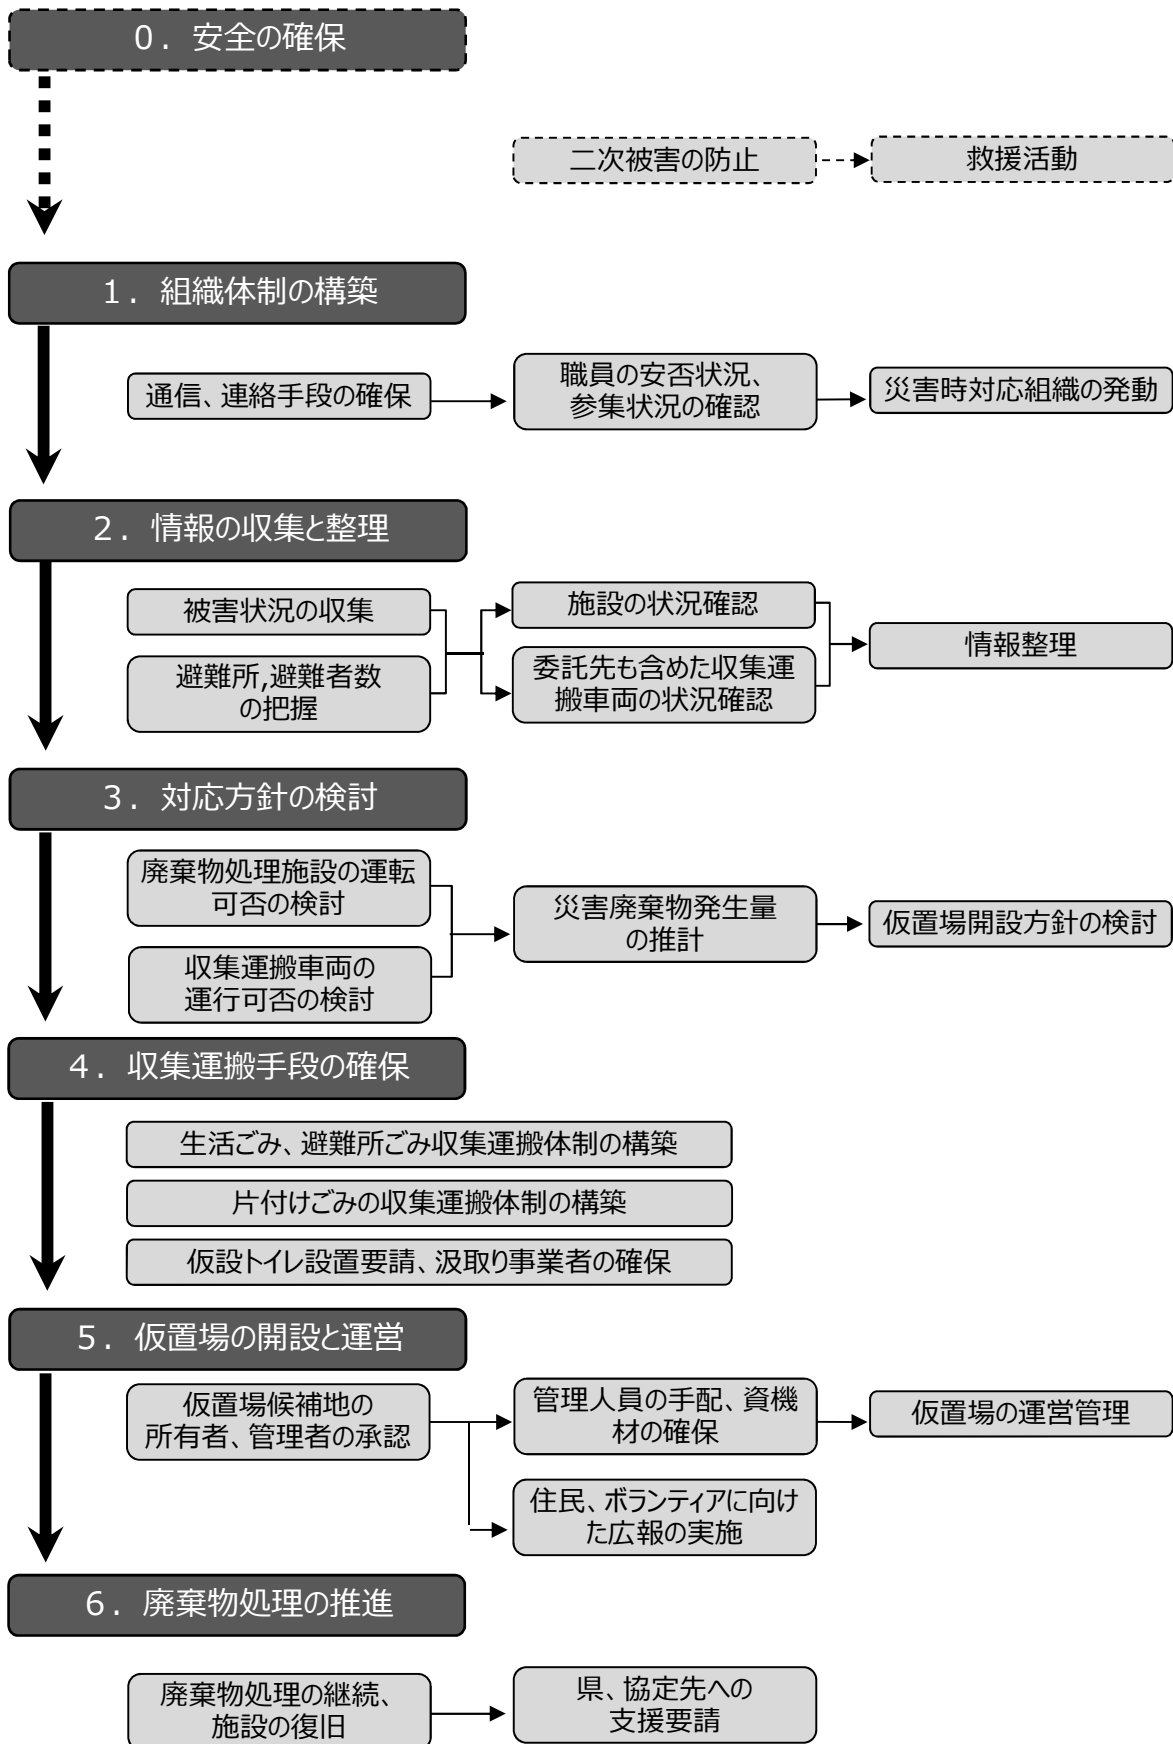 0．安全の確保
二次被害の防止
救援活動
1．組織体制の構築
通信、連絡手段の確保
職員の安否状況、
参集状況の確認
災害時対応組織の発動
2．情報の収集と整理
被害状況の収集
避難所,避難者数
の把握
施設の状況確認
委託先も含めた収集運
搬車両の状況確認
情報整理
3．対応方針の検討
廃棄物処理施設の運転
可否の検討
収集運搬車両の
運行可否の検討
災害廃棄物発生量
の推計
仮置場開設方針の検討
4．収集運搬手段の確保
生活ごみ、避難所ごみ収集運搬体制の構築
片付けごみの収集運搬体制の構築
仮設トイレ設置要請、汲取り事業者の確保
5．仮置場の開設と運営
仮置場候補地の
所有者、管理者の承認
管理人員の手配、資機
材の確保
仮置場の運営管理
住民、ボランティアに向け
た広報の実施
6．廃棄物処理の推進
廃棄物処理の継続、
施設の復旧
県、協定先への
支援要請